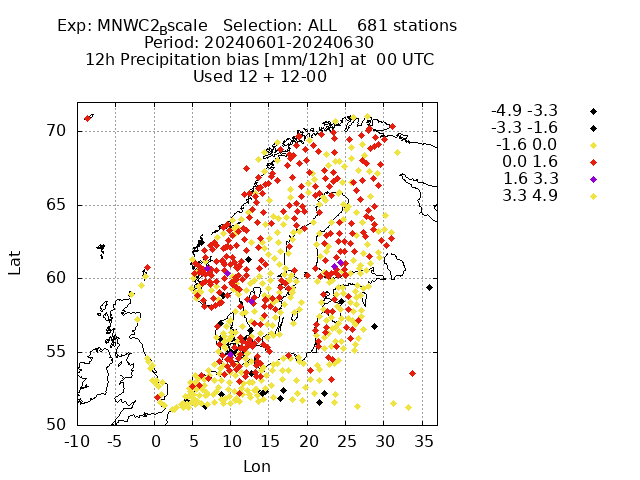 Exp: MNWC2_Bscale   Selection: ALL    681 stations
Period: 20240601-20240630
12h Precipitation bias [mm/12h] at  00 UTC
Used 12 + 12-00
-4.9 -3.3
-3.3 -1.6
-1.6 0.0
0.0 1.6
1.6 3.3
3.3 4.9
70
65
60
55
50
Lat
-10 -5 0 5 10 15 20 25 30 35
Lon